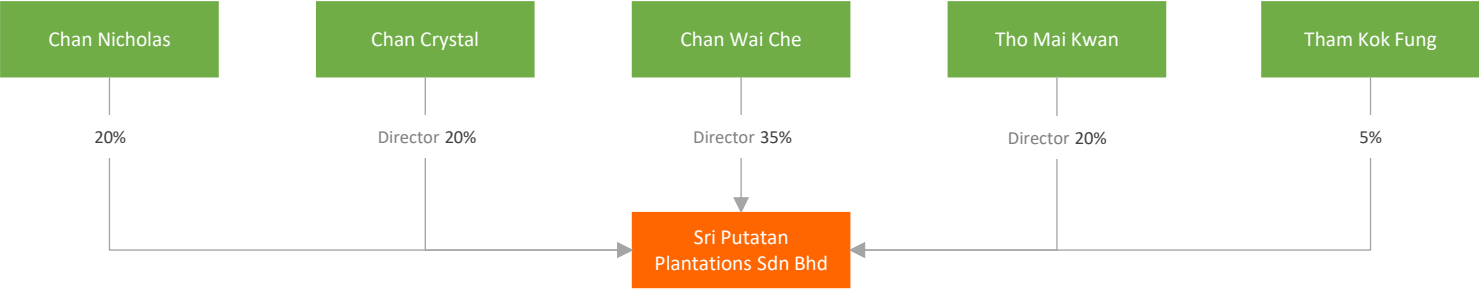 Chan Nicholas
Chan Crystal
Chan Wai Che
Tho Mai Kwan
Tham Kok Fung
20%
Director 20%
Director 35%
Director 20%
5%
Sri Putatan
Plantations Sdn Bhd